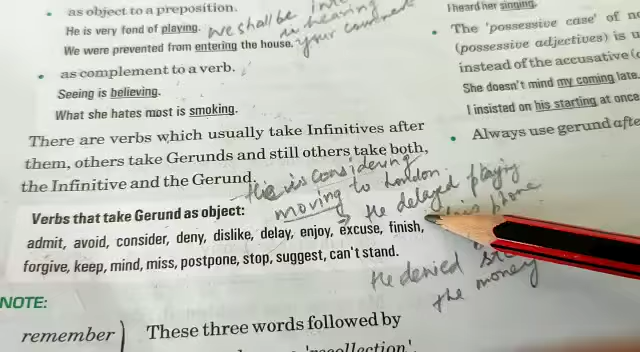 • as object to a preposition.
He is very fond of playing.
We were prevented from entering the house.
we shall be
in hearing
your
• as complement to a verb.
Seeing is believing.
What she hates most is smoking.
There are verbs which usually take Infinitives after
them, others take Gerunds and still others take both,
the Infinitive and the Gerund.
He is considering
moving to London.
He delayed playing
phone
Verbs that take Gerund as object:
admit, avoid, consider, deny, dislike, delay, enjoy, excuse, finish,
forgive, keep, mind, miss, postpone, stop, suggest, can't stand.
He denied
the money
NOTE:
remember
These three words followed by
'recollection'.
I heard her singing.
• The 'possessive case' of
(possessive adjectives) is
instead of the accusative
She doesn't mind my coming late.
I insisted on his starting at once
• Always use gerund